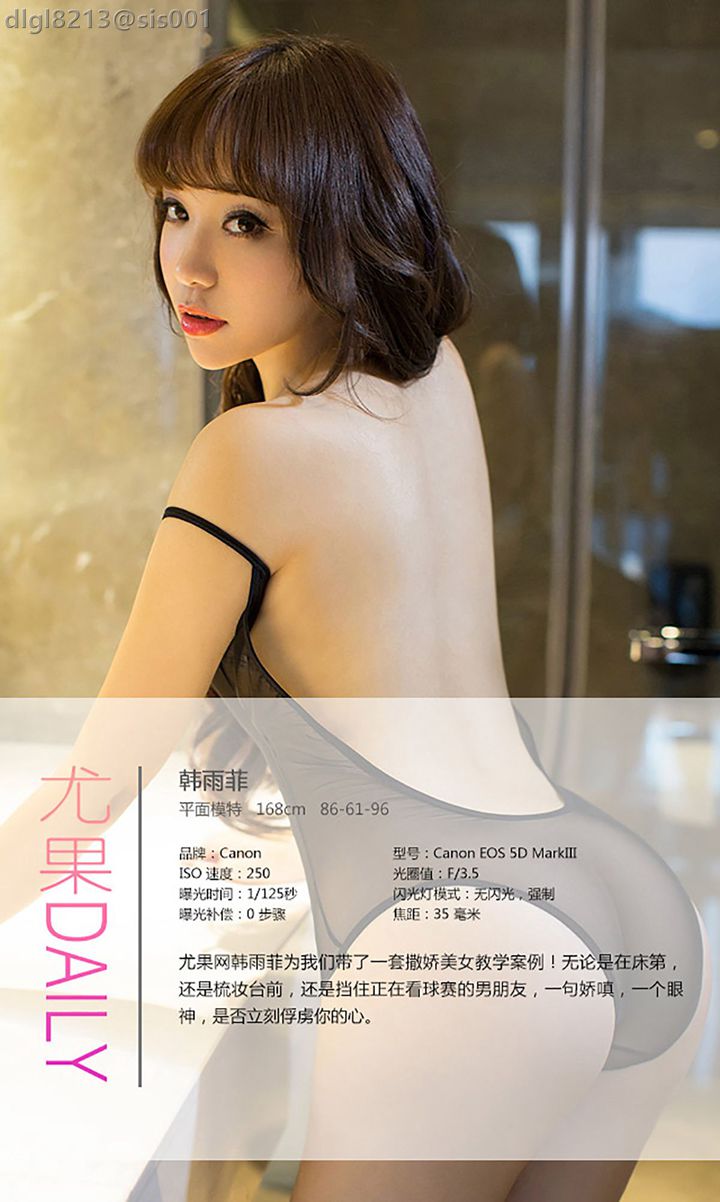 dlgl8213@sis001
尤果DAILY
韩雨菲
平面模特 168cm 86-61-96
品牌：Canon 型号：Canon EOS 5D MarkIII
ISO 速度：250 光圈值：F/3.5
曝光时间：1/125秒 闪光灯模式：无闪光，强制
曝光补偿：0 步骤 焦距：35 毫米
尤果网韩雨菲为我们带了一套撒娇美女教学案例！无论是在床第，
还是梳妆台前，还是挡住正在看球赛的男朋友，一句娇嗔，一个眼
神，是否立刻俘虏你的心。